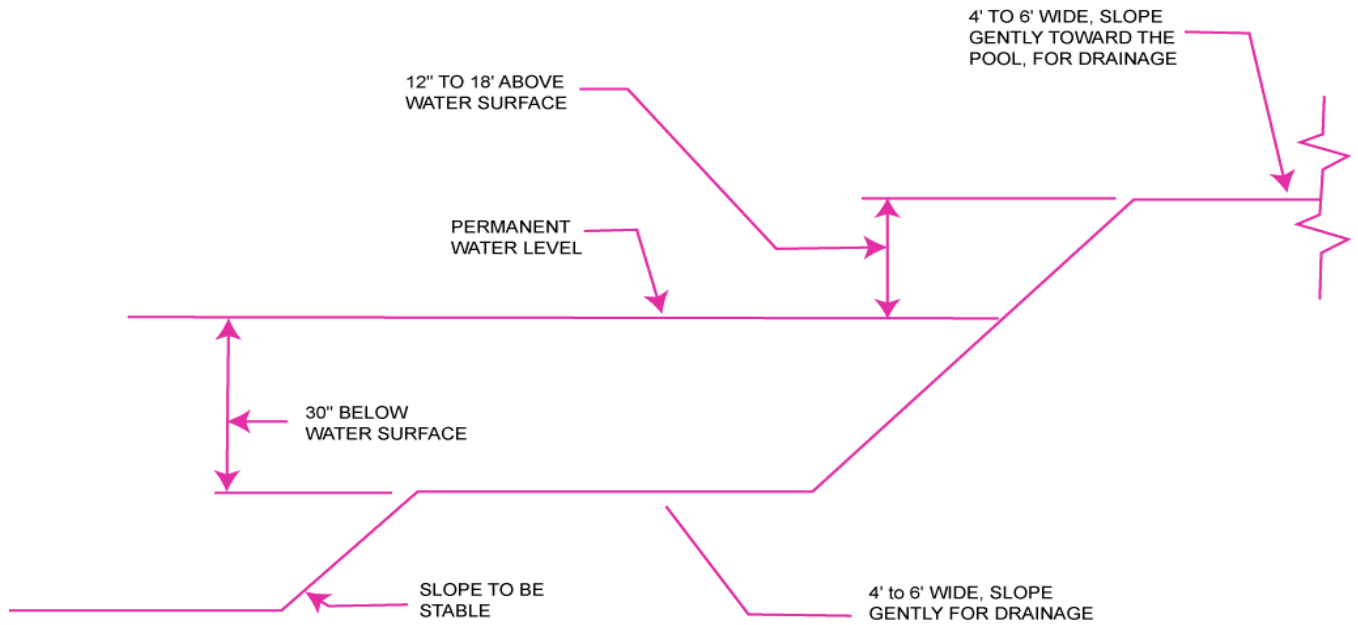 4' TO 6' WIDE, SLOPE
GENTLY TOWARD THE
POOL, FOR DRAINAGE
12" TO 18' ABOVE
WATER SURFACE
PERMANENT
WATER LEVEL
30" BELOW
WATER SURFACE
SLOPE TO BE
STABLE
4' to 6' WIDE, SLOPE
GENTLY FOR DRAINAGE